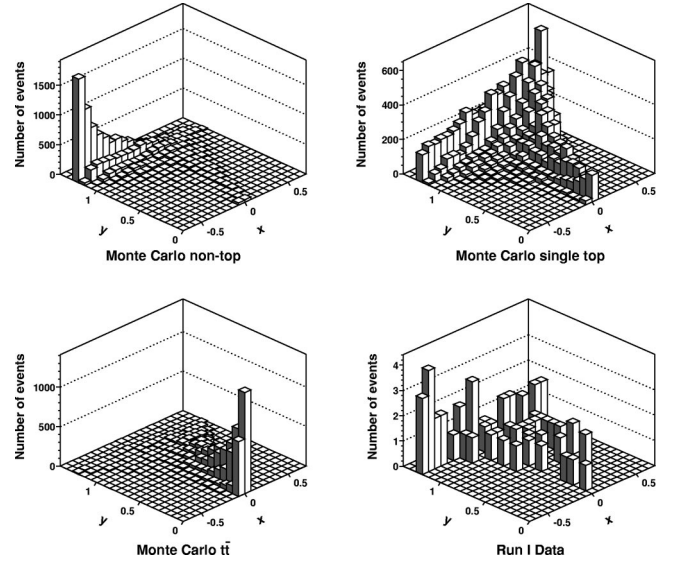 Number of events
1500
1000
500
0
1
0.5
0
y
-0.5
0
0.5
x
Monte Carlo non-top
Number of events
600
400
200
0
1
0.5
0
y
-0.5
0
0.5
x
Monte Carlo single top
Number of events
1000
500
0
1
0.5
0
y
-0.5
0
0.5
x
Monte Carlo tt̄
Number of events
4
3
2
1
0
1
0.5
0
y
-0.5
0
0.5
x
Run I Data